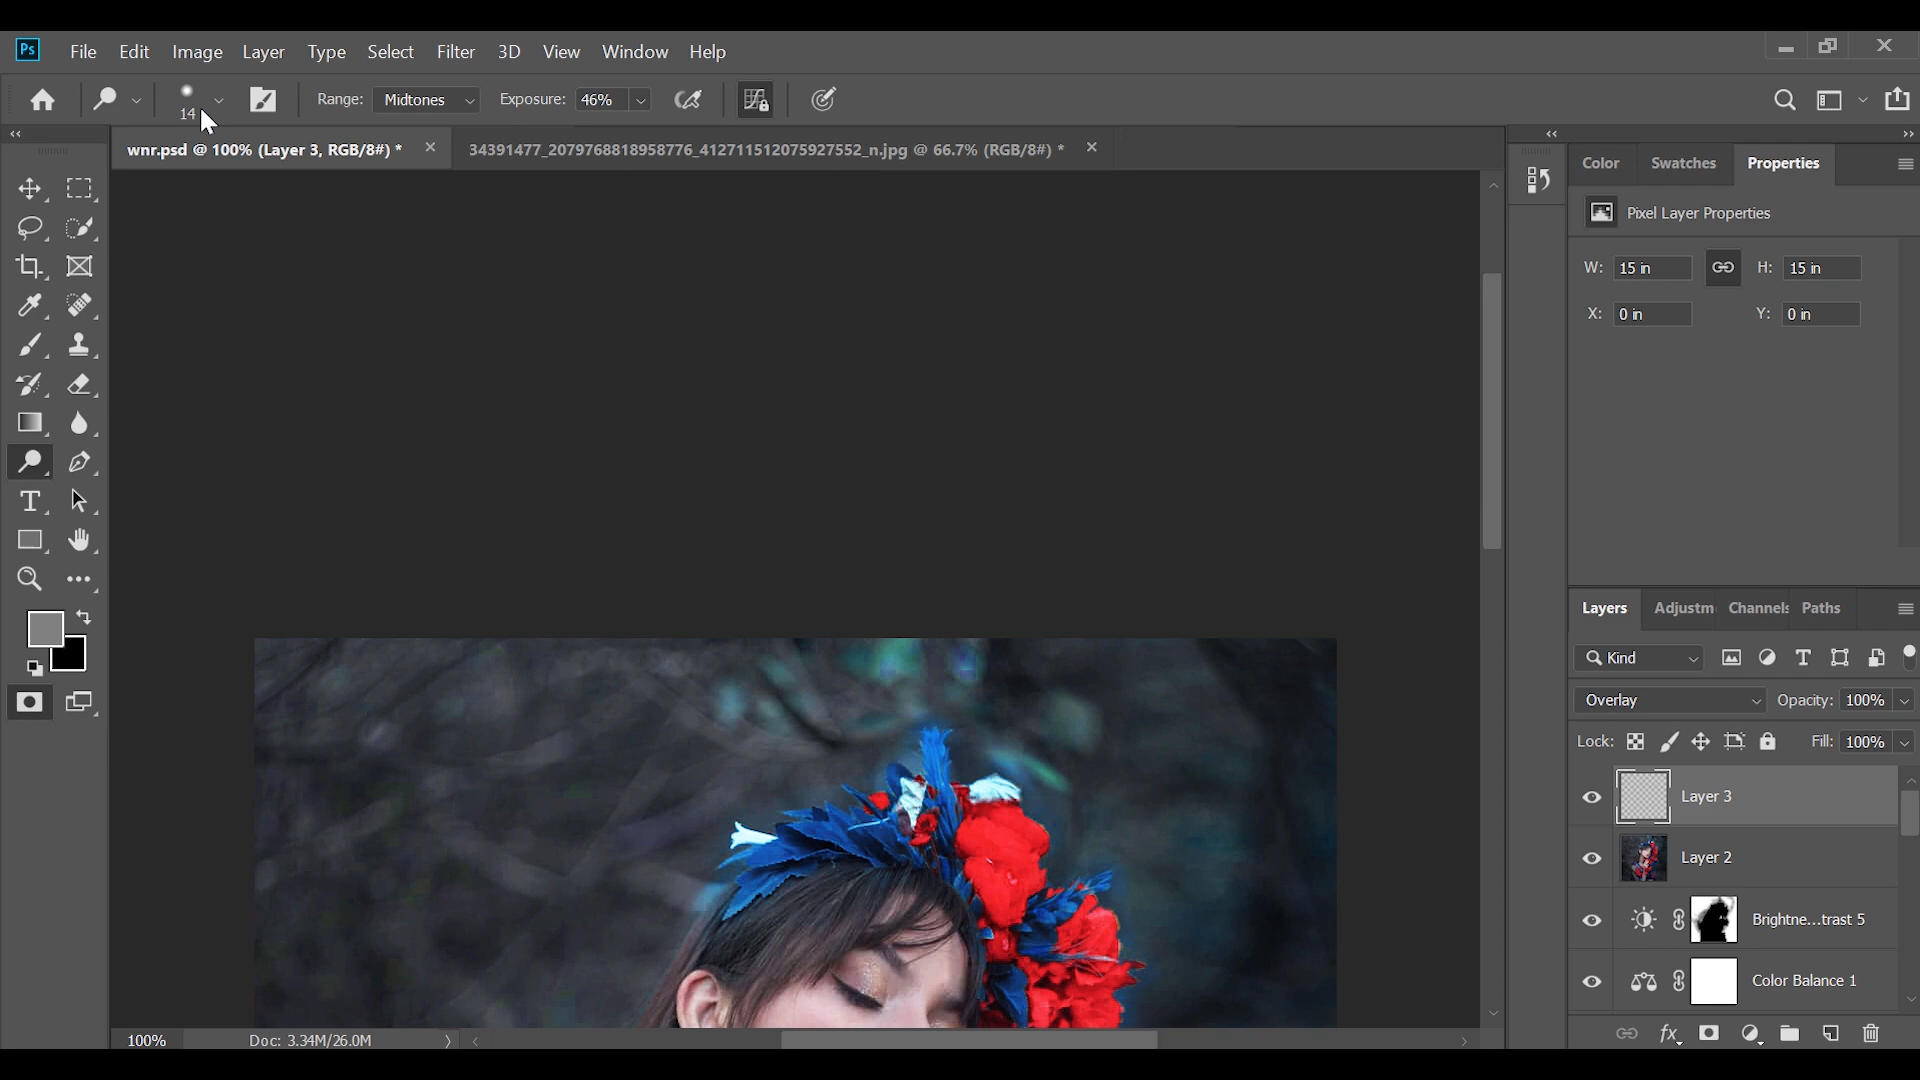 Ps File Edit Image Layer Type Select Filter 3D View Window Help
14 Range: Midtones Exposure: 46%
wnr.psd @ 100% (Layer 3, RGB/8#) * 34391477_2079768818958776_412711512075927552_n.jpg @ 66.7% (RGB/8#) *
Color Swatches Properties
Pixel Layer Properties
W: 15 in H: 15 in
X: 0 in Y: 0 in
Layers Adjustm Channels Paths
Kind
Overlay Opacity: 100%
Lock: Fill: 100%
Layer 3
Layer 2
Brightne...trast 5
Color Balance 1
100% Doc: 3.34M/26.0M